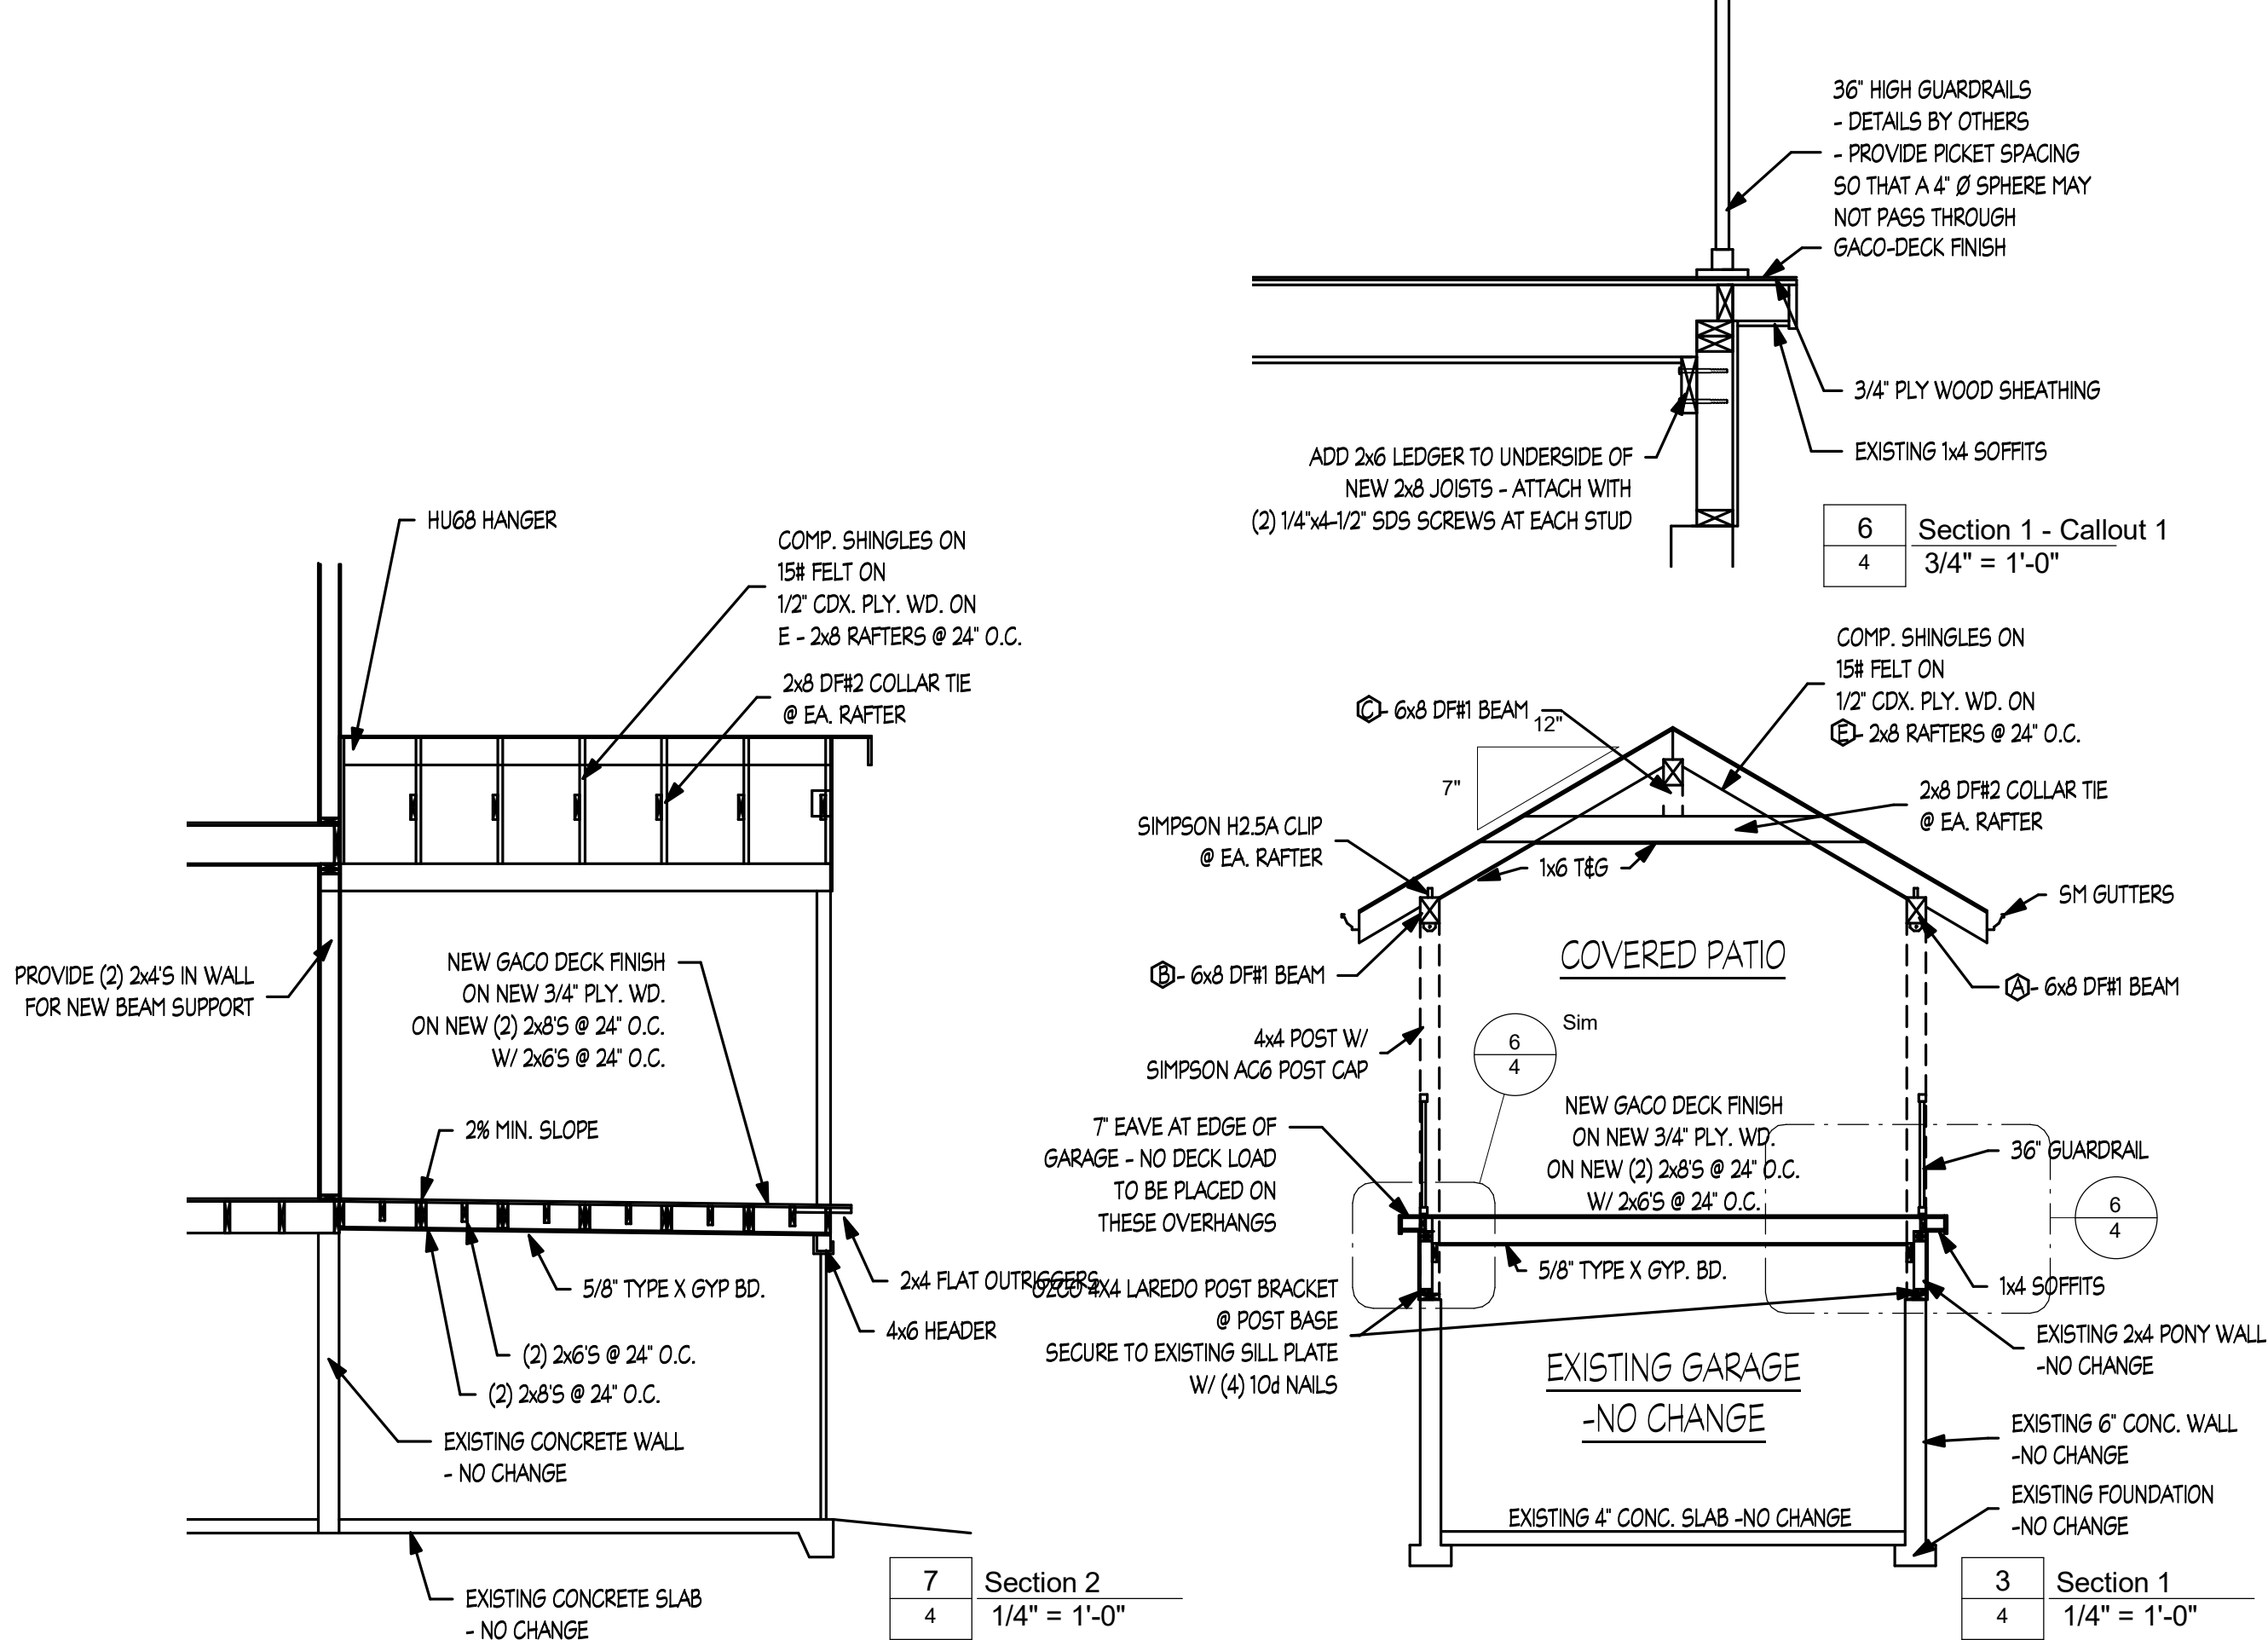 36" HIGH GUARDRAILS
- DETAILS BY OTHERS
- PROVIDE PICKET SPACING
SO THAT A 4" Ø SPHERE MAY
NOT PASS THROUGH
GACO-DECK FINISH
3/4" PLY WOOD SHEATHING
EXISTING 1x4 SOFFITS
ADD 2x6 LEDGER TO UNDERSIDE OF
NEW 2x8 JOISTS - ATTACH WITH
(2) 1/4"x4-1/2" SDS SCREWS AT EACH STUD
6
4
Section 1 - Callout 1
3/4" = 1'-0"
HU68 HANGER
COMP. SHINGLES ON
15# FELT ON
1/2" CDX. PLY. WD. ON
E - 2x8 RAFTERS @ 24" O.C.
2x8 DF#2 COLLAR TIE
@ EA. RAFTER
PROVIDE (2) 2x4'S IN WALL
FOR NEW BEAM SUPPORT
NEW GACO DECK FINISH
ON NEW 3/4" PLY. WD.
ON NEW (2) 2x8'S @ 24" O.C.
W/ 2x6'S @ 24" O.C.
2% MIN. SLOPE
5/8" TYPE X GYP BD.
2x4 FLAT OUTRIGGERS
4x6 HEADER
(2) 2x6'S @ 24" O.C.
(2) 2x8'S @ 24" O.C.
EXISTING CONCRETE WALL
- NO CHANGE
EXISTING CONCRETE SLAB
- NO CHANGE
7
4
Section 2
1/4" = 1'-0"
COMP. SHINGLES ON
15# FELT ON
1/2" CDX. PLY. WD. ON
E - 2x8 RAFTERS @ 24" O.C.
C - 6x8 DF#1 BEAM
12"
7"
2x8 DF#2 COLLAR TIE
@ EA. RAFTER
SIMPSON H2.5A CLIP
@ EA. RAFTER
1x6 T&G
SM GUTTERS
COVERED PATIO
B - 6x8 DF#1 BEAM
A - 6x8 DF#1 BEAM
4x4 POST W/
SIMPSON AC6 POST CAP
6
4
Sim
7" EAVE AT EDGE OF
GARAGE - NO DECK LOAD
TO BE PLACED ON
THESE OVERHANGS
NEW GACO DECK FINISH
ON NEW 3/4" PLY. WD.
ON NEW (2) 2x8'S @ 24" O.C.
W/ 2x6'S @ 24" O.C.
36" GUARDRAIL
6
4
5/8" TYPE X GYP. BD.
1x4 SOFFITS
4X4 LAREDO POST BRACKET
@ POST BASE
SECURE TO EXISTING SILL PLATE
W/ (4) 10d NAILS
EXISTING 2x4 PONY WALL
-NO CHANGE
EXISTING GARAGE
-NO CHANGE
EXISTING 6" CONC. WALL
-NO CHANGE
EXISTING FOUNDATION
-NO CHANGE
EXISTING 4" CONC. SLAB -NO CHANGE
3
4
Section 1
1/4" = 1'-0"